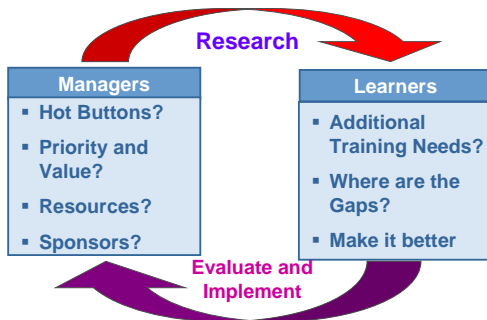 Research
Managers
▪ Hot Buttons?
▪ Priority and
Value?
▪ Resources?
▪ Sponsors?
Learners
▪ Additional
Training Needs?
▪ Where are the
Gaps?
▪ Make it better
Evaluate and
Implement